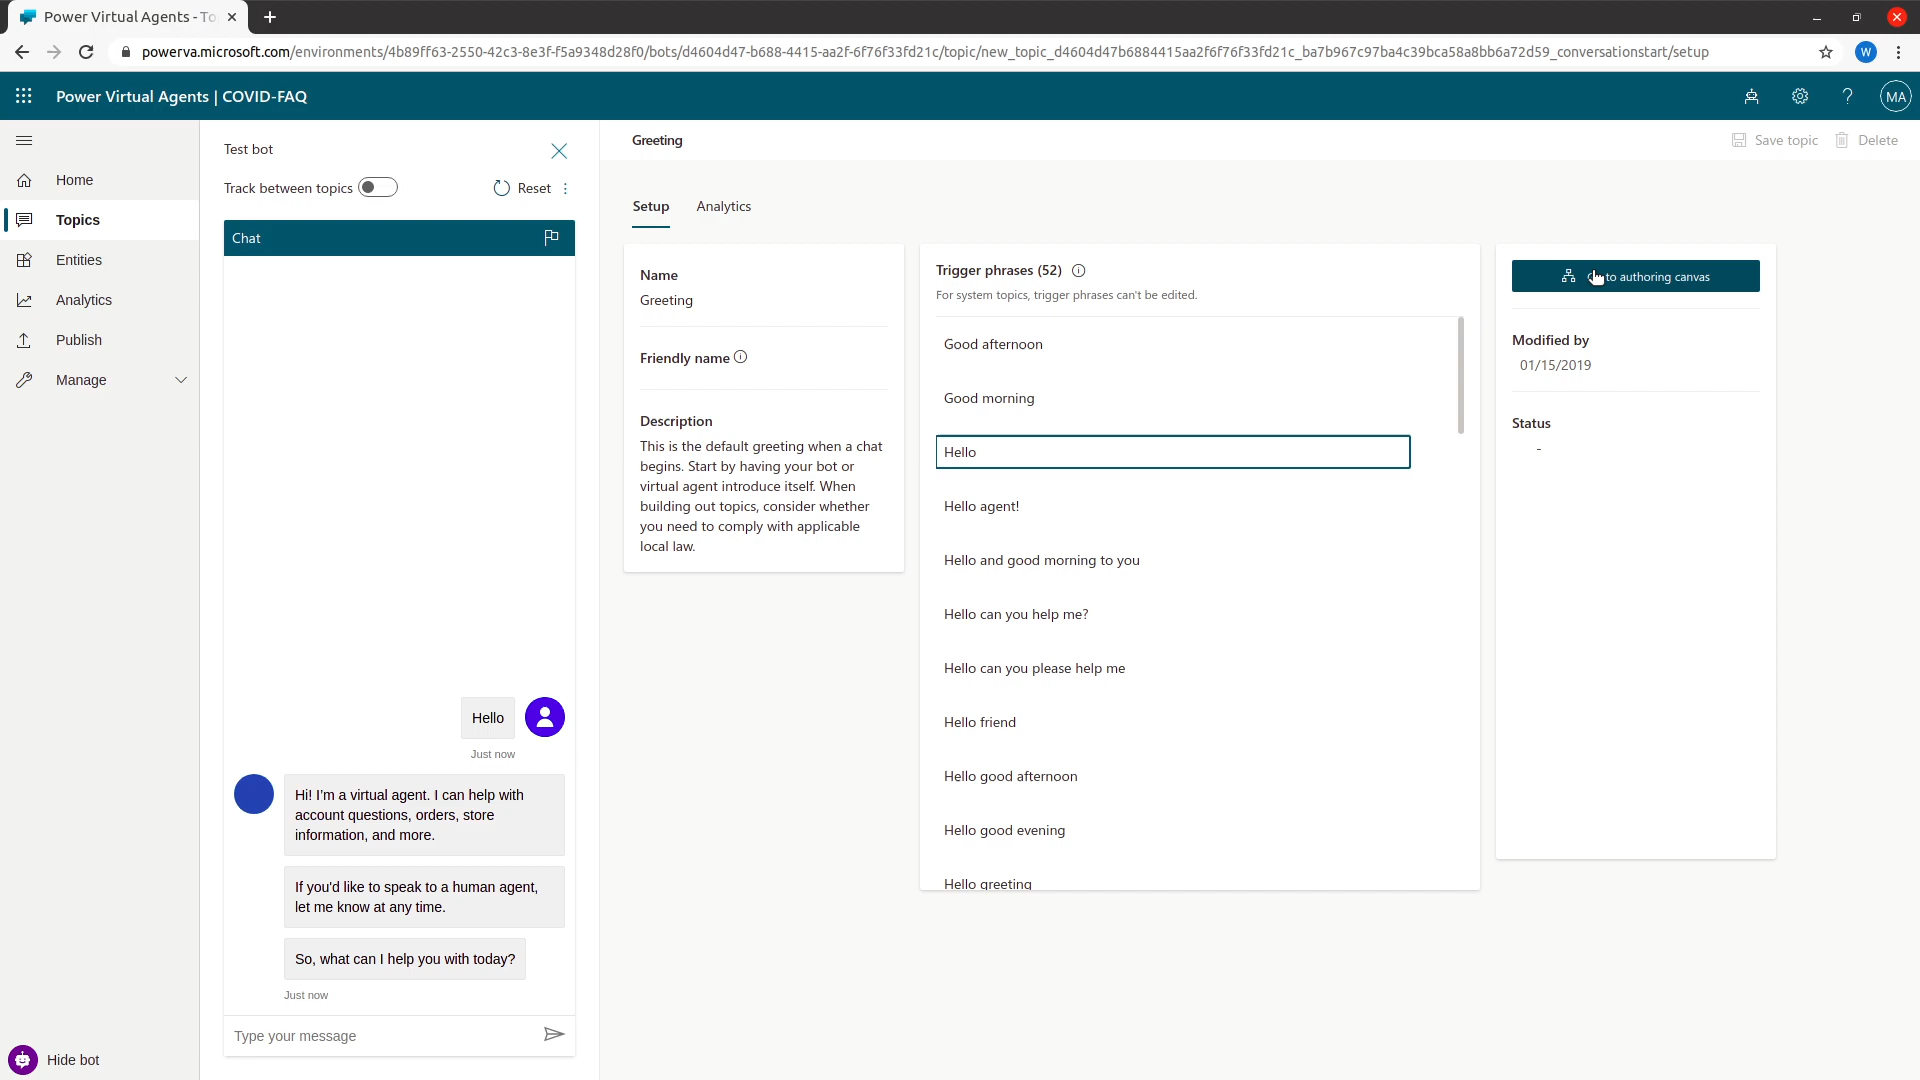 Power Virtual Agents - To
powerva.microsoft.com/environments/4b89ff63-2550-42c3-8e3f-f5a9348d28f0/bots/d4604d47-b688-4415-aa2f-6f76f33fd21c/topic/new_topic_d4604d47b6884415aa2f6f76f33fd21c_ba7b967c97ba4c39bca58a8bb6a72d59_conversationstart/setup
W
Power Virtual Agents | COVID-FAQ
MA
Home
Topics
Entities
Analytics
Publish
Manage
Hide bot
Test bot
Track between topics
Reset
Chat
Hello
Just now
Hi! I'm a virtual agent. I can help with
account questions, orders, store
information, and more.
If you'd like to speak to a human agent,
let me know at any time.
So, what can I help you with today?
Just now
Type your message
Greeting
Save topic
Delete
Setup
Analytics
Name
Greeting
Friendly name
Description
This is the default greeting when a chat
begins. Start by having your bot or
virtual agent introduce itself. When
building out topics, consider whether
you need to comply with applicable
local law.
Trigger phrases (52)
For system topics, trigger phrases can't be edited.
Good afternoon
Good morning
Hello
Hello agent!
Hello and good morning to you
Hello can you help me?
Hello can you please help me
Hello friend
Hello good afternoon
Hello good evening
Hello greeting
to authoring canvas
Modified by
01/15/2019
Status
-